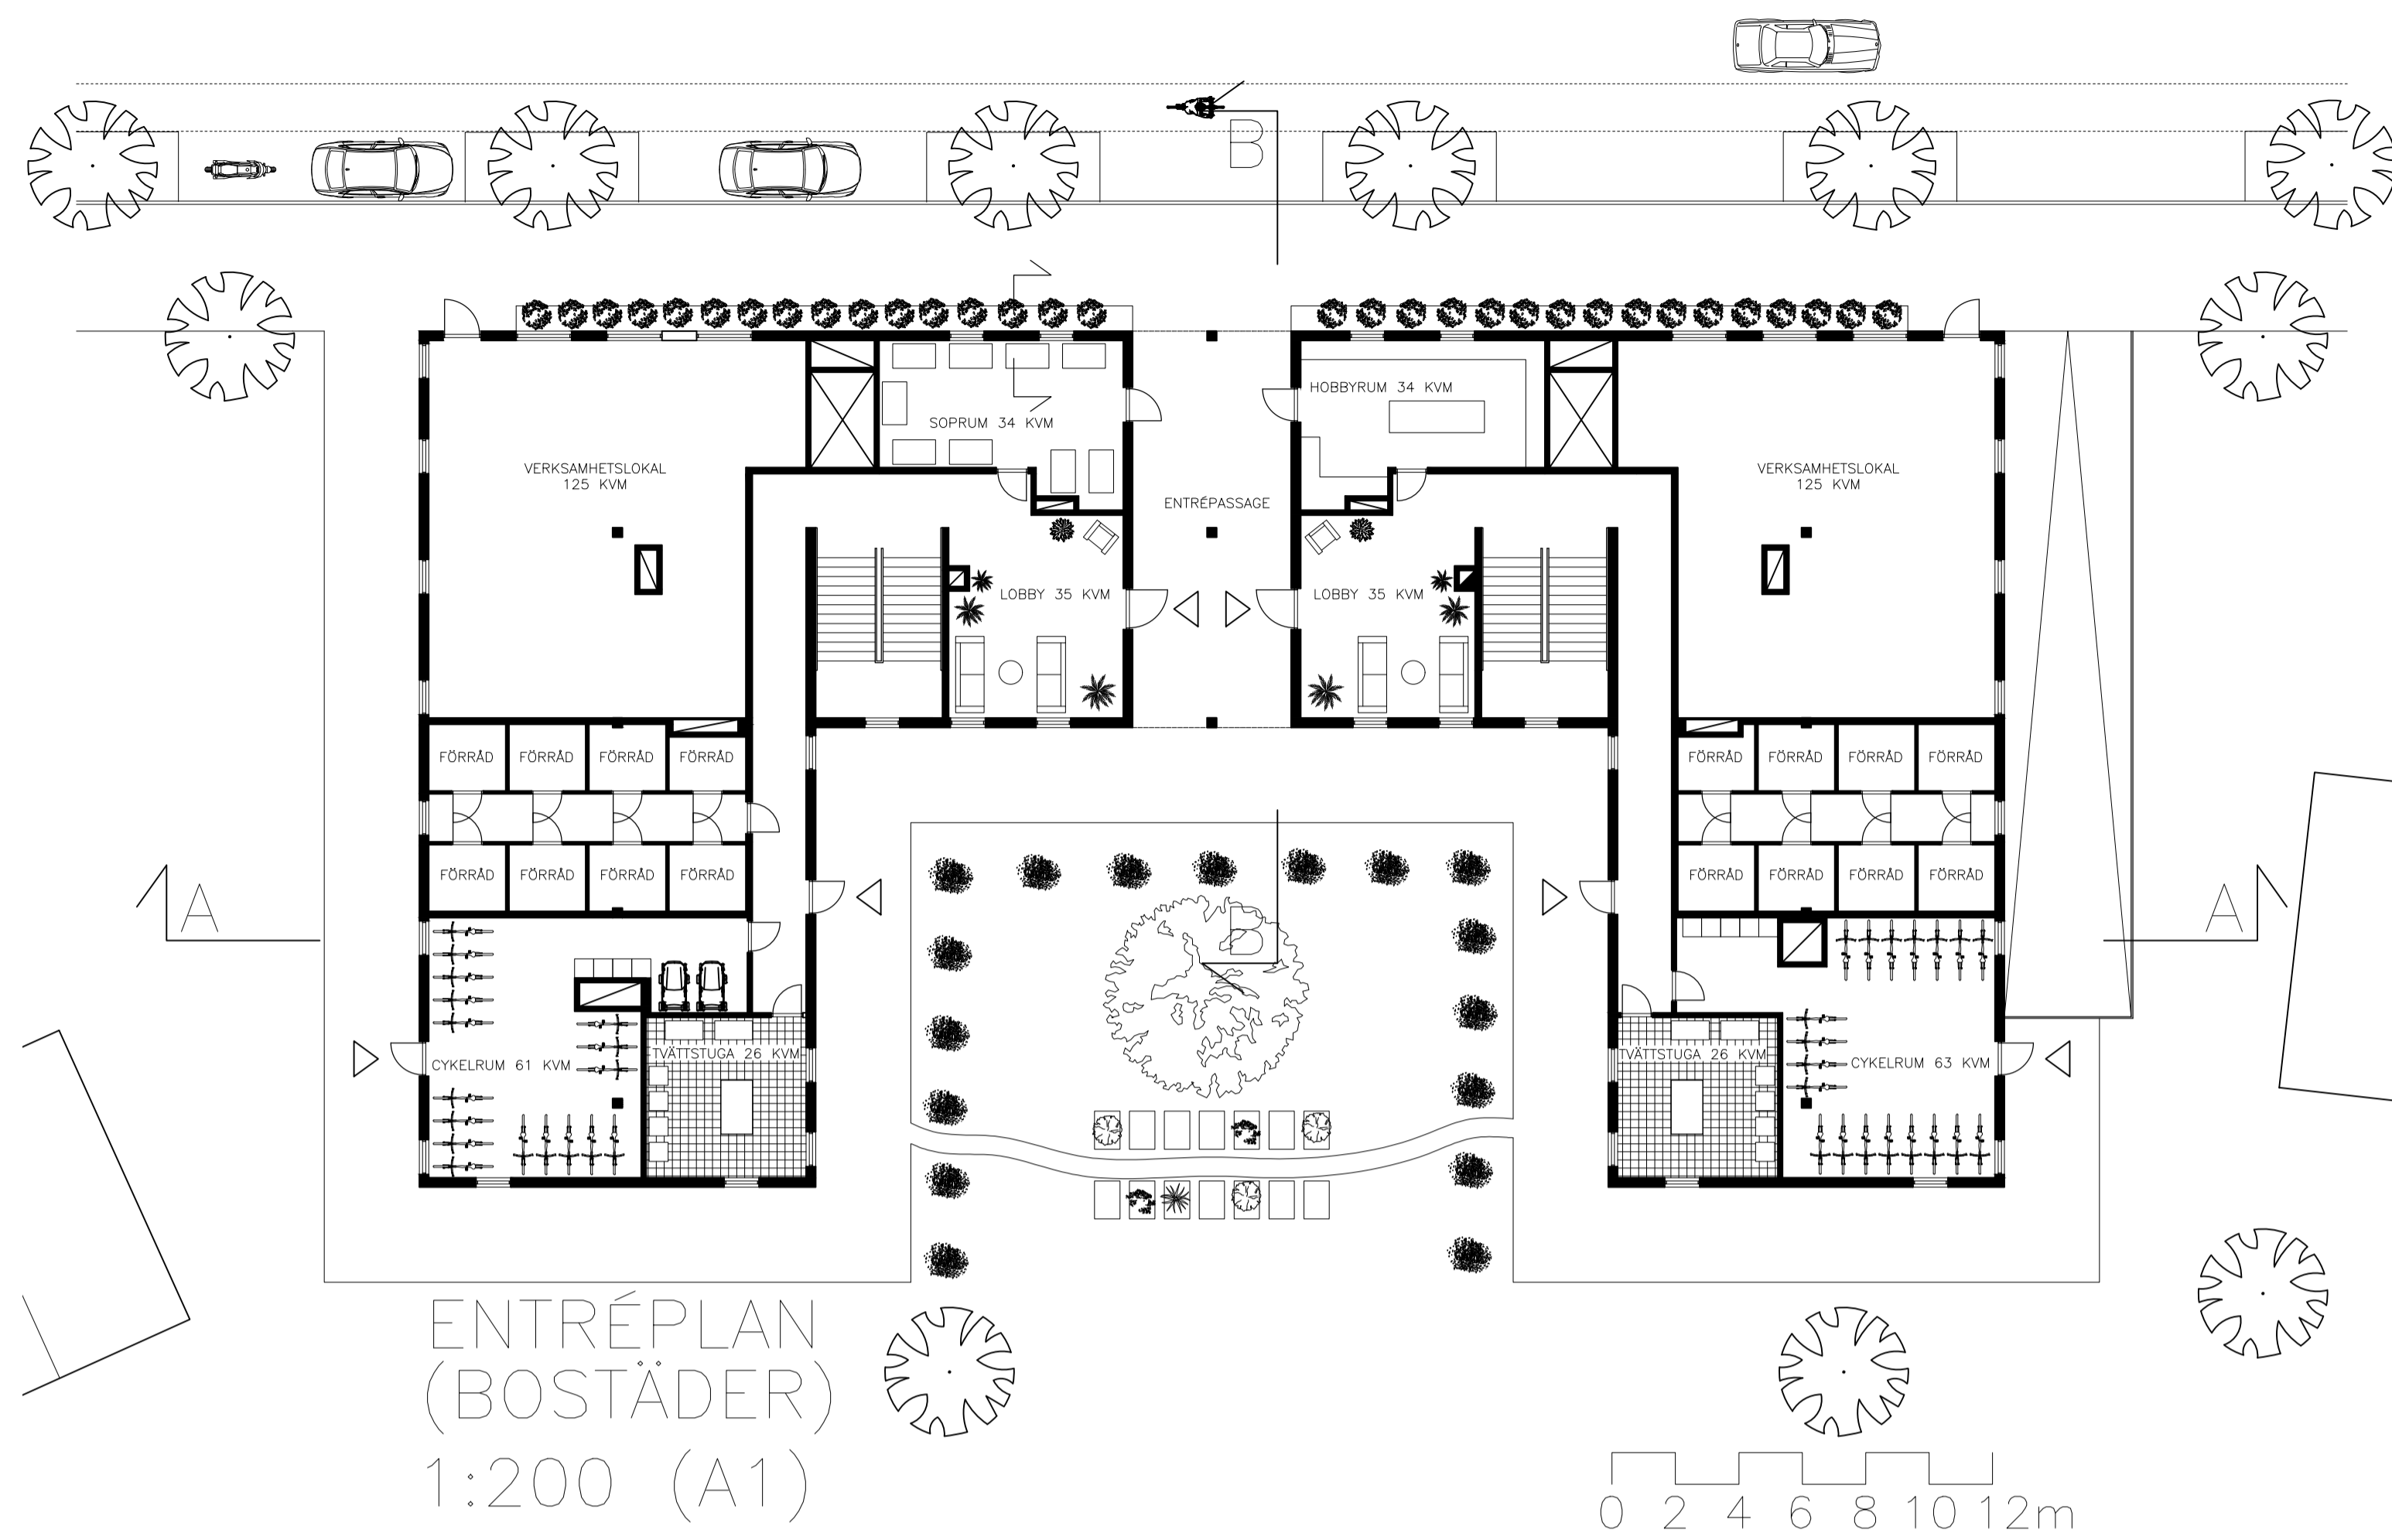 B
HOBBYRUM 34 KVM
SOPRUM 34 KVM
VERKSAMHETSLOKAL
125 KVM
VERKSAMHETSLOKAL
125 KVM
ENTRÉPASSAGE
LOBBY 35 KVM
LOBBY 35 KVM
FÖRRÅD FÖRRÅD FÖRRÅD FÖRRÅD
FÖRRÅD FÖRRÅD FÖRRÅD FÖRRÅD
FÖRRÅD FÖRRÅD FÖRRÅD FÖRRÅD
FÖRRÅD FÖRRÅD FÖRRÅD FÖRRÅD
A
B
A
TVÄTTSTUGA 26 KVM
TVÄTTSTUGA 26 KVM
CYKELRUM 61 KVM
CYKELRUM 63 KVM
ENTRÉPLAN
(BOSTÄDER)
1:200 (A1)
0 2 4 6 8 10 12m